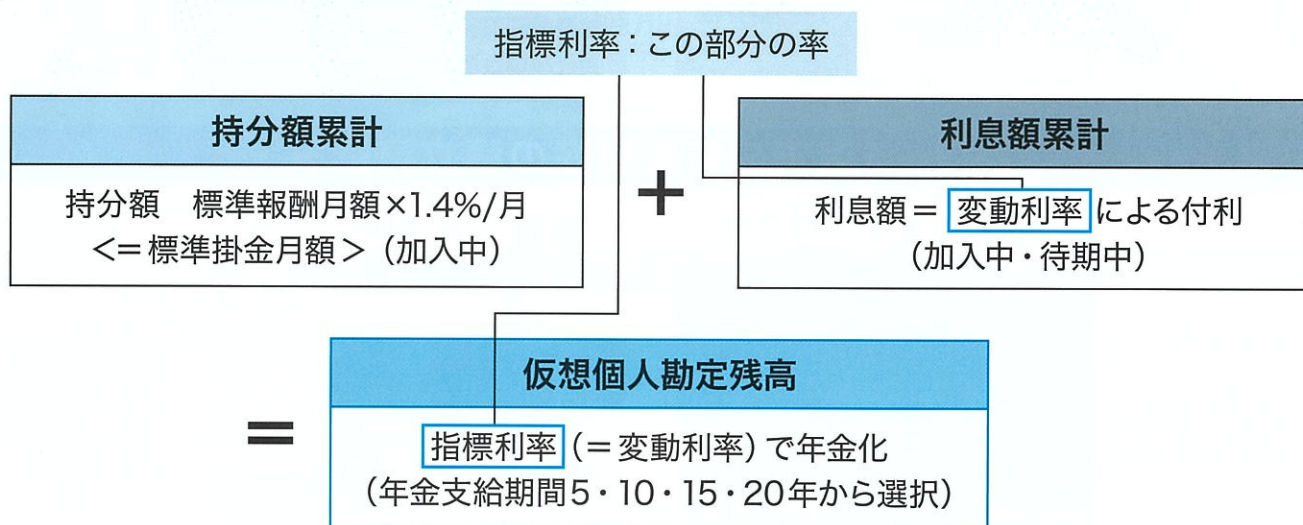 指標利率：この部分の率
持分額累計
持分額　標準報酬月額×1.4%/月
＜＝標準掛金月額＞（加入中）
＋
利息額累計
利息額＝変動利率による付利
（加入中・待期中）
＝
仮想個人勘定残高
指標利率（＝変動利率）で年金化
（年金支給期間5・10・15・20年から選択）